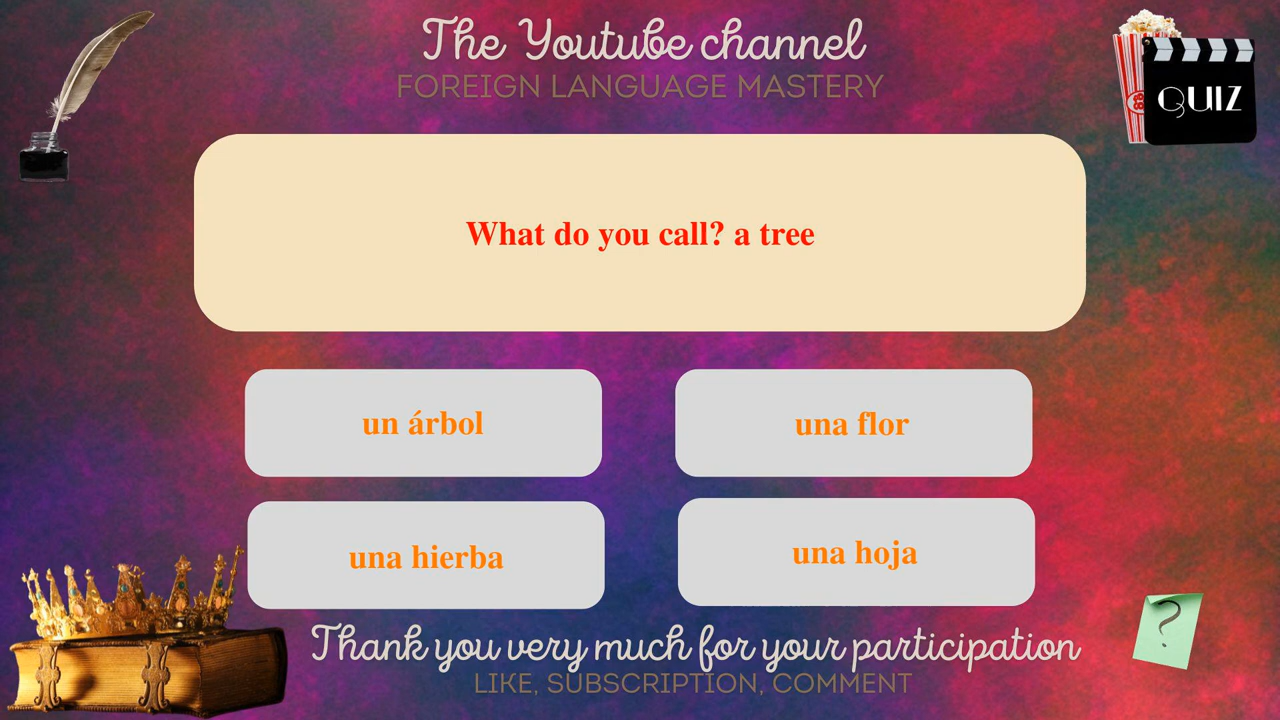 The Youtube channel
FOREIGN LANGUAGE MASTERY
QUIZ
What do you call? a tree
un árbol
una flor
una hierba
una hoja
?
Thank you very much for your participation
LIKE, SUBSCRIPTION, COMMENT